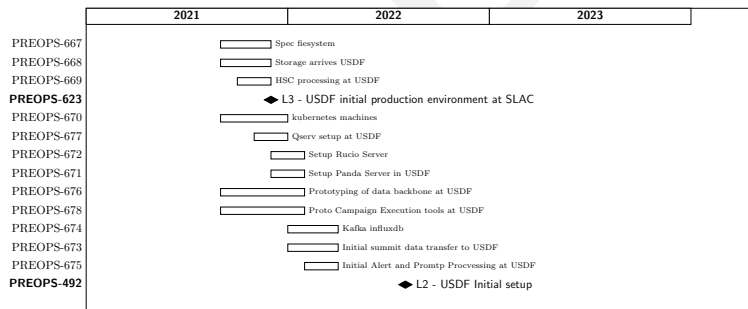 2021 2022 2023
PREOPS-667 Spec fiesystem
PREOPS-668 Storage arrives USDF
PREOPS-669 HSC processing at USDF
PREOPS-623 L3 - USDF initial production environment at SLAC
PREOPS-670 kubernetes machines
PREOPS-677 Qserv setup at USDF
PREOPS-672 Setup Rucio Server
PREOPS-671 Setup Panda Server in USDF
PREOPS-676 Prototyping of data backbone at USDF
PREOPS-678 Proto Campaign Execution tools at USDF
PREOPS-674 Kafka influxdb
PREOPS-673 Initial summit data transfer to USDF
PREOPS-675 Initial Alert and Promtp Procvessing at USDF
PREOPS-492 L2 - USDF Initial setup